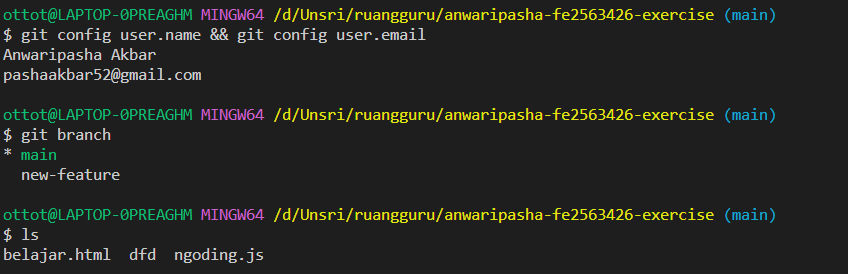 ottot@LAPTOP-0PREAGHM MINGW64 /d/Unsri/ruangguru/anwaripasha-fe2563426-exercise (main)
$ git config user.name && git config user.email
Anwaripasha Akbar
pashaakbar52@gmail.com
ottot@LAPTOP-0PREAGHM MINGW64 /d/Unsri/ruangguru/anwaripasha-fe2563426-exercise (main)
$ git branch
* main
  new-feature
ottot@LAPTOP-0PREAGHM MINGW64 /d/Unsri/ruangguru/anwaripasha-fe2563426-exercise (main)
$ ls
belajar.html  dfd  ngoding.js